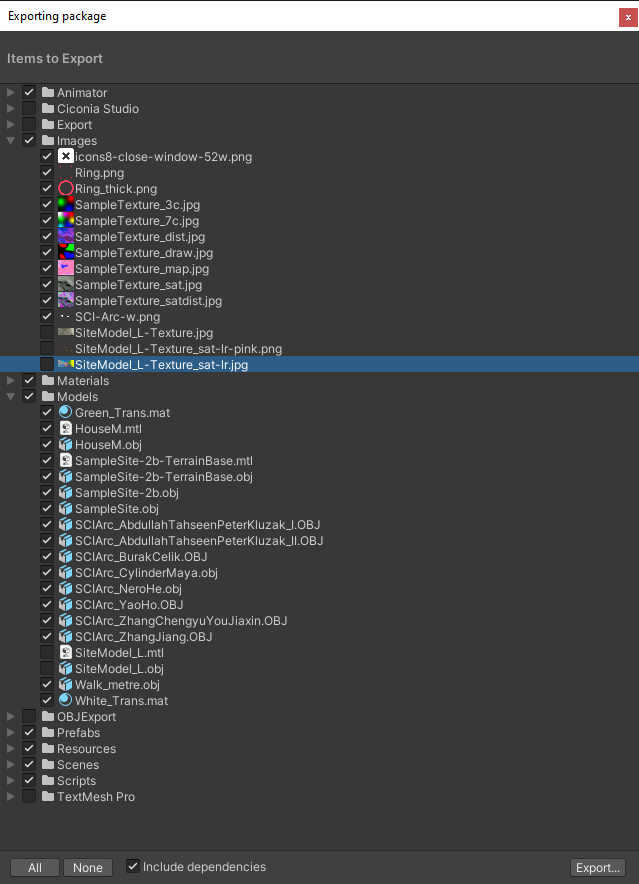 Exporting package
x
Items to Export
Animator
Ciconia Studio
Export
Images
icons8-close-window-52w.png
Ring.png
Ring_thick.png
SampleTexture_3c.jpg
SampleTexture_7c.jpg
SampleTexture_dist.jpg
SampleTexture_draw.jpg
SampleTexture_map.jpg
SampleTexture_sat.jpg
SampleTexture_satdist.jpg
SCI-Arc-w.png
SiteModel_L-Texture.jpg
SiteModel_L-Texture_sat-lr-pink.png
SiteModel_L-Texture_sat-lr.jpg
Materials
Models
Green_Trans.mat
HouseM.mtl
HouseM.obj
SampleSite-2b-TerrainBase.mtl
SampleSite-2b-TerrainBase.obj
SampleSite-2b.obj
SampleSite.obj
SCIArc_AbdullahTahseenPeterKluzak_I.OBJ
SCIArc_AbdullahTahseenPeterKluzak_II.OBJ
SCIArc_BurakCelik.OBJ
SCIArc_CylinderMaya.obj
SCIArc_NeroHe.obj
SCIArc_YaoHo.OBJ
SCIArc_ZhangChengyuYouJiaxin.OBJ
SCIArc_ZhangJiang.OBJ
SiteModel_L.mtl
SiteModel_L.obj
Walk_metre.obj
White_Trans.mat
OBJExport
Prefabs
Resources
Scenes
Scripts
TextMesh Pro
All None Include dependencies Export...